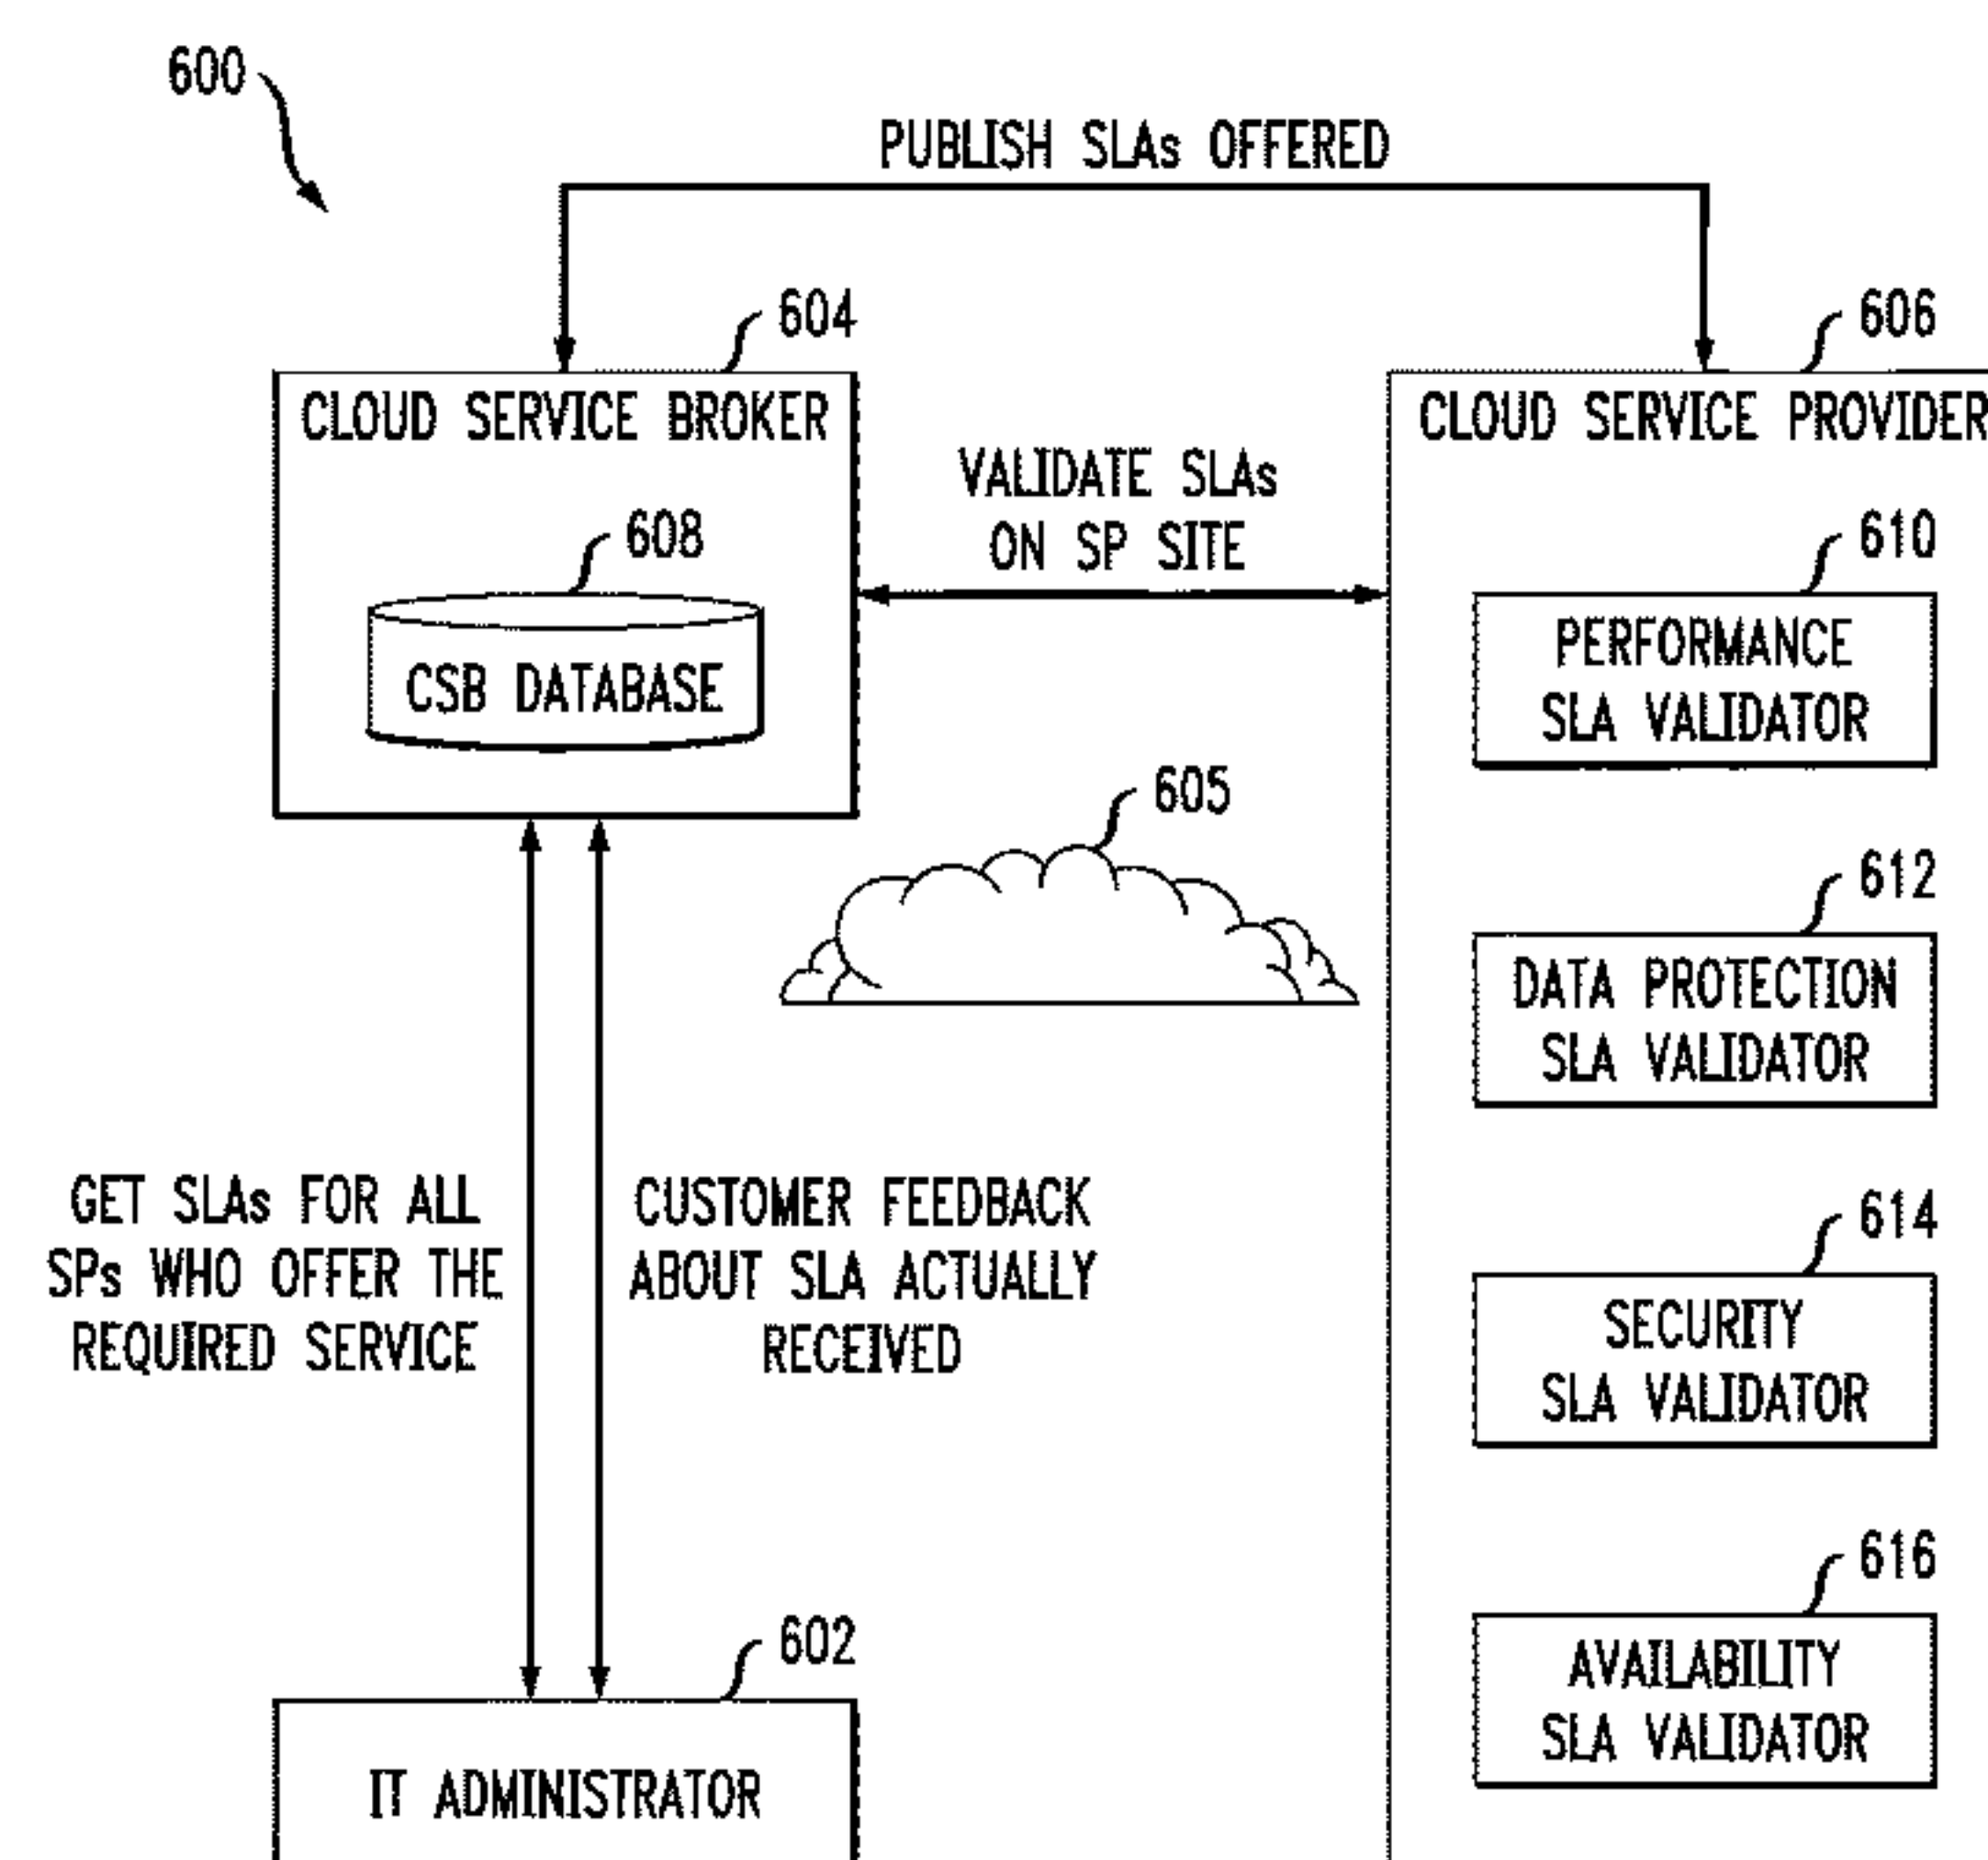 600
PUBLISH SLAs OFFERED
604
606
CLOUD SERVICE BROKER
CLOUD SERVICE PROVIDER
VALIDATE SLAs
ON SP SITE
608
CSB DATABASE
610
PERFORMANCE
SLA VALIDATOR
605
612
DATA PROTECTION
SLA VALIDATOR
GET SLAs FOR ALL
SPs WHO OFFER THE
REQUIRED SERVICE
CUSTOMER FEEDBACK
ABOUT SLA ACTUALLY
RECEIVED
614
SECURITY
SLA VALIDATOR
616
AVAILABILITY
SLA VALIDATOR
602
IT ADMINISTRATOR